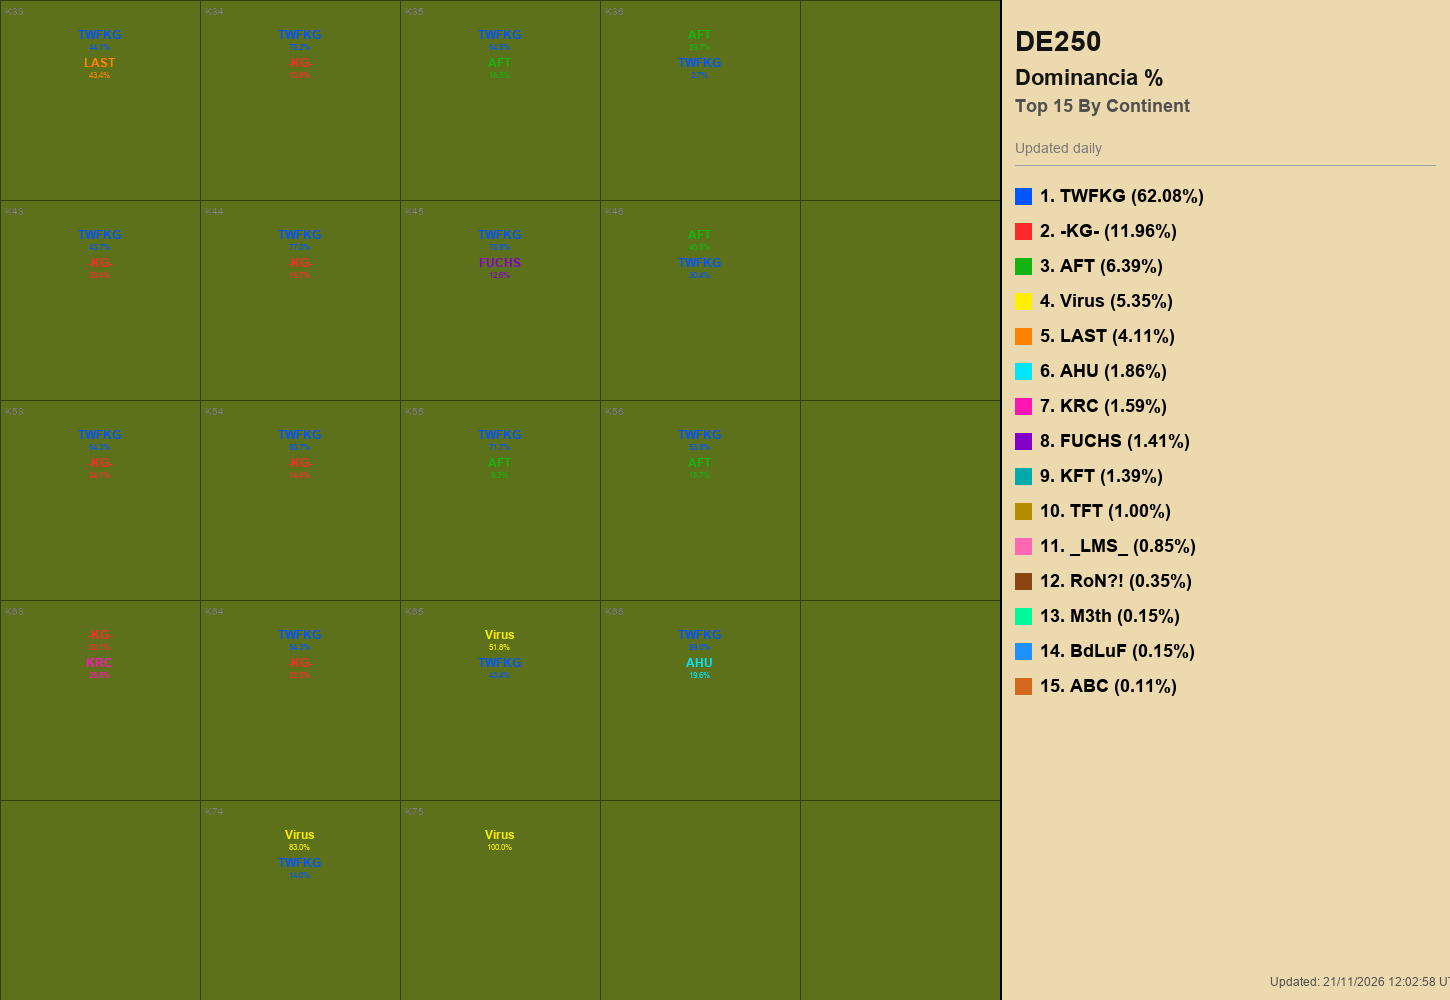 K33
TWFKG
LAST
43.4%
K34
TWFKG
-KG-
K35
TWFKG
AFT
K36
AFT
TWFKG
K43
TWFKG
-KG-
K44
TWFKG
-KG-
K45
TWFKG
FUCHS
12.6%
K46
AFT
TWFKG
K53
TWFKG
-KG-
K54
TWFKG
-KG-
K55
TWFKG
AFT
K56
TWFKG
AFT
K63
-KG-
KRC
K64
TWFKG
-KG-
K65
Virus
51.8%
TWFKG
K66
TWFKG
AHU
19.6%
K74
Virus
83.0%
TWFKG
K75
Virus
100.0%
DE250
Dominancia %
Top 15 By Continent
Updated daily
1. TWFKG (62.08%)
2. -KG- (11.96%)
3. AFT (6.39%)
4. Virus (5.35%)
5. LAST (4.11%)
6. AHU (1.86%)
7. KRC (1.59%)
8. FUCHS (1.41%)
9. KFT (1.39%)
10. TFT (1.00%)
11. _LMS_ (0.85%)
12. RoN?! (0.35%)
13. M3th (0.15%)
14. BdLuF (0.15%)
15. ABC (0.11%)
Updated: 21/11/2026 12:02:58